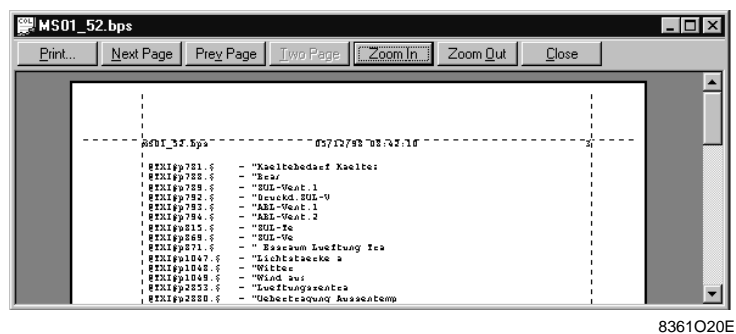 COL MS01_52.bps
Print... Next Page Prev Page Two Page Zoom In Zoom Out Close
MS01_52.bps 05/12/98 08:42:10 3
@TXI$p781.$ - "Kaeltebedarf Kaelte:
@TXI$p788.$ -
@TXI$p789.$ - "ZUL-Vent.1
@TXI$p792.$ - "Druckd.ZUL-V
@TXI$p793.$ - "ABL-Vent.1
@TXI$p794.$ - "ABL-Vent.2
@TXI$p815.$ - "ZUL-Te
@TXI$p869.$ - "ZUL-Ve
@TXI$p871.$ - " Essraum Lueftung Tra
@TXI$p1047.$ - "Lichtstaerke a
@TXI$p1048.$ - "Witter
@TXI$p1049.$ - "Wind aus
@TXI$p2853.$ - "Lueftungszentra
@TXI$p2880.$ - "Uebertragung Aussentemp
8361O20E